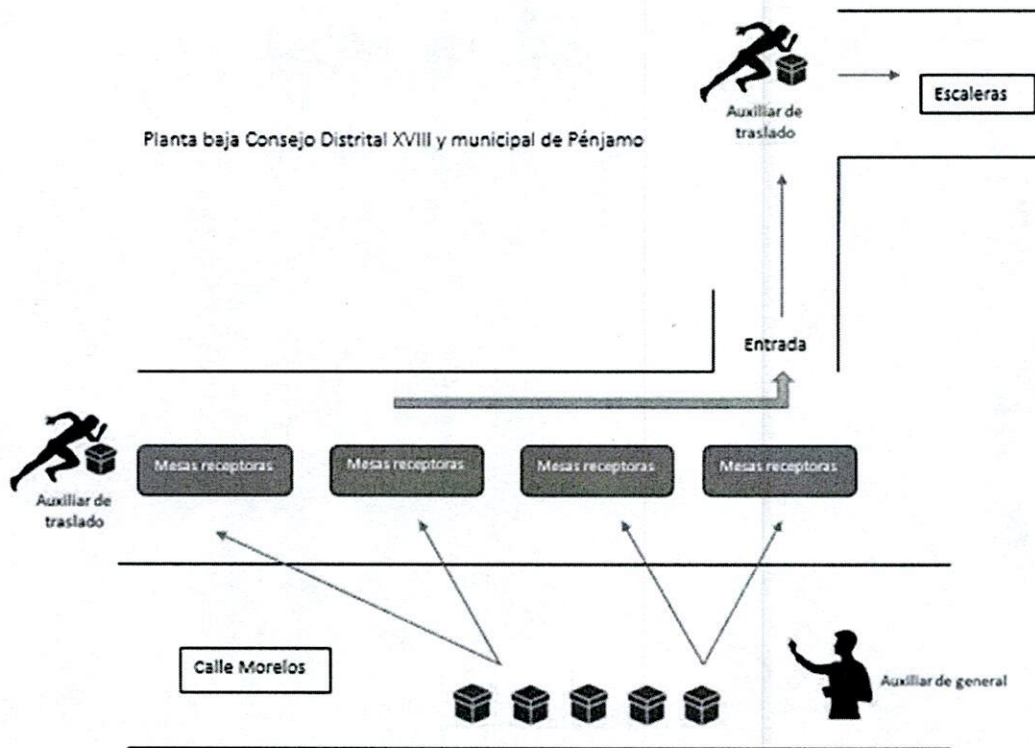 Escaleras
Auxiliar de
traslado
Planta baja Consejo Distrital XVIII y municipal de Pénjamo
Entrada
Mesas receptoras
Mesas receptoras
Mesas receptoras
Mesas receptoras
Auxiliar de
traslado
Calle Morelos
Auxiliar de general